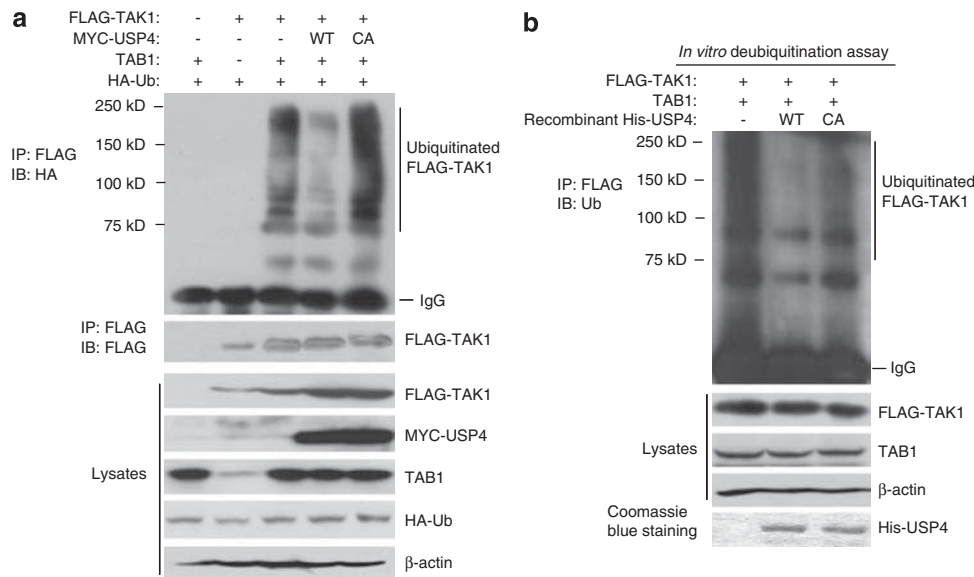 a
FLAG-TAK1: - + + + +
MYC-USP4: - - - WT CA
TAB1: + - + + +
HA-Ub: + + + + +
250 kD
150 kD
100 kD
75 kD
IP: FLAG
IB: HA
Ubiquitinated
FLAG-TAK1
IgG
IP: FLAG
IB: FLAG
FLAG-TAK1
Lysates
FLAG-TAK1
MYC-USP4
TAB1
HA-Ub
β-actin
b
In vitro deubiquitination assay
FLAG-TAK1: + + +
TAB1: + + +
Recombinant His-USP4: - WT CA
250 kD
150 kD
100 kD
75 kD
IP: FLAG
IB: Ub
Ubiquitinated
FLAG-TAK1
IgG
Lysates
FLAG-TAK1
TAB1
β-actin
Coomassie
blue staining
His-USP4